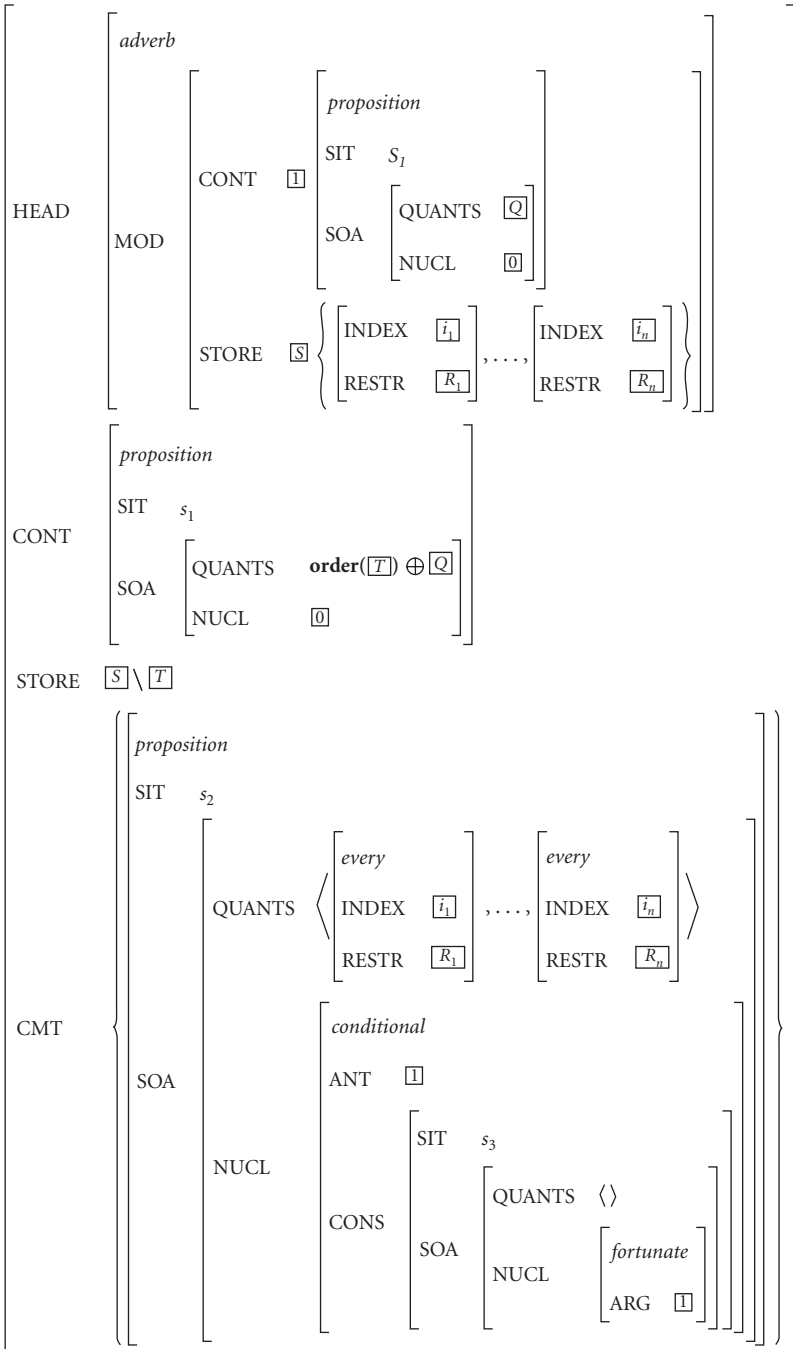 adverb
proposition
SIT S₁
CONT 1
QUANTS Q
SOA
HEAD
MOD
NUCL 0
INDEX i₁ INDEX iₙ
STORE S { , . . . , }
RESTR R₁ RESTR Rₙ
proposition
SIT s₁
CONT
QUANTS order(T) ⊕ Q
SOA
NUCL 0
STORE S \ T
proposition
SIT s₂
every every
QUANTS ⟨ INDEX i₁ , . . . , INDEX iₙ ⟩
RESTR R₁ RESTR Rₙ
conditional
CMT
SOA
ANT 1
SIT s₃
NUCL
QUANTS ⟨⟩
CONS
SOA
fortunate
NUCL
ARG 1